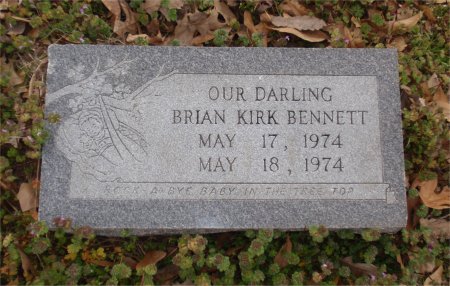 OUR DARLING
BRIAN KIRK BENNETT
MAY 17, 1974
MAY 18, 1974
ROCK-A-BYE BABY IN THE TREE TOP